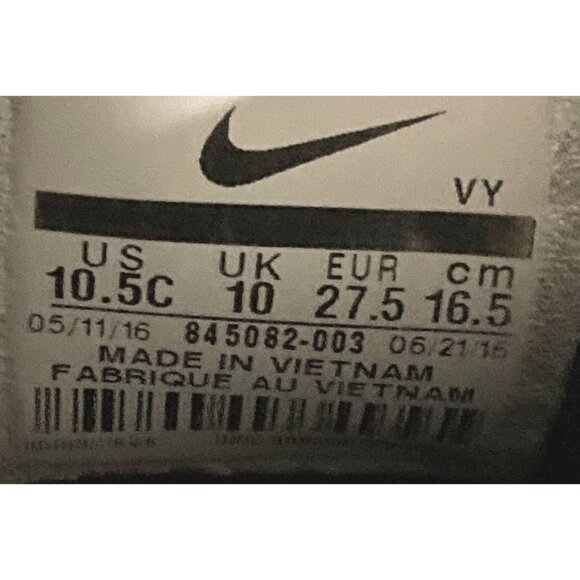 VY
US UK EUR cm
10.5C 10 27.5 16.5
05/11/16 845082-003 06/21/16
MADE IN VIETNAM
FABRIQUE AU VIETNAM